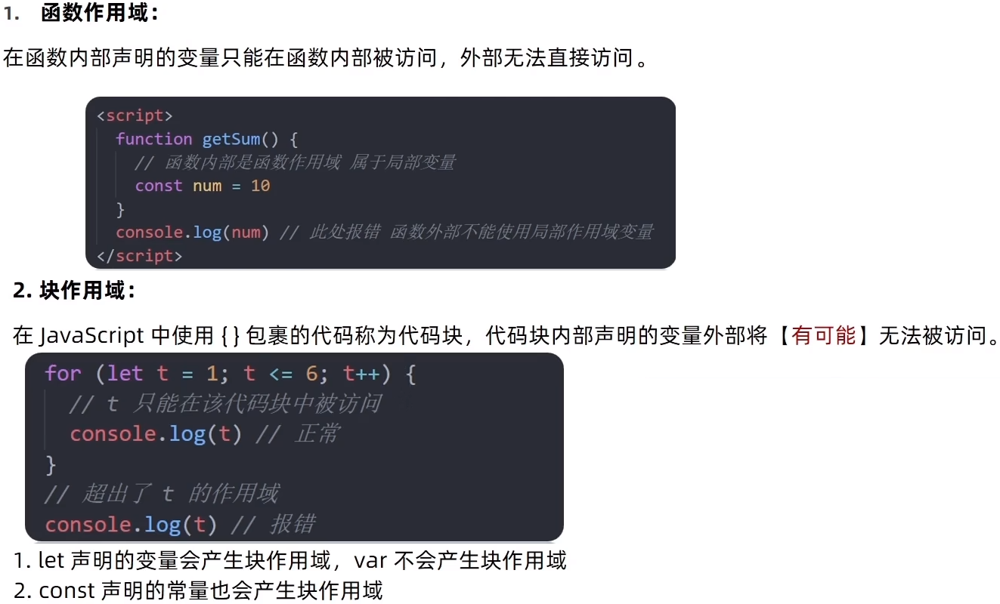 1. 函数作用域：
在函数内部声明的变量只能在函数内部被访问，外部无法直接访问。
<script>
function getSum() {
// 函数内部是函数作用域 属于局部变量
const num = 10
}
console.log(num) // 此处报错 函数外部不能使用局部作用域变量
</script>
2. 块作用域：
在 JavaScript 中使用 { } 包裹的代码称为代码块，代码块内部声明的变量外部将【有可能】无法被访问。
for (let t = 1; t <= 6; t++) {
// t 只能在该代码块中被访问
console.log(t) // 正常
}
// 超出了 t 的作用域
console.log(t) // 报错
1. let 声明的变量会产生块作用域，var 不会产生块作用域
2. const 声明的常量也会产生块作用域